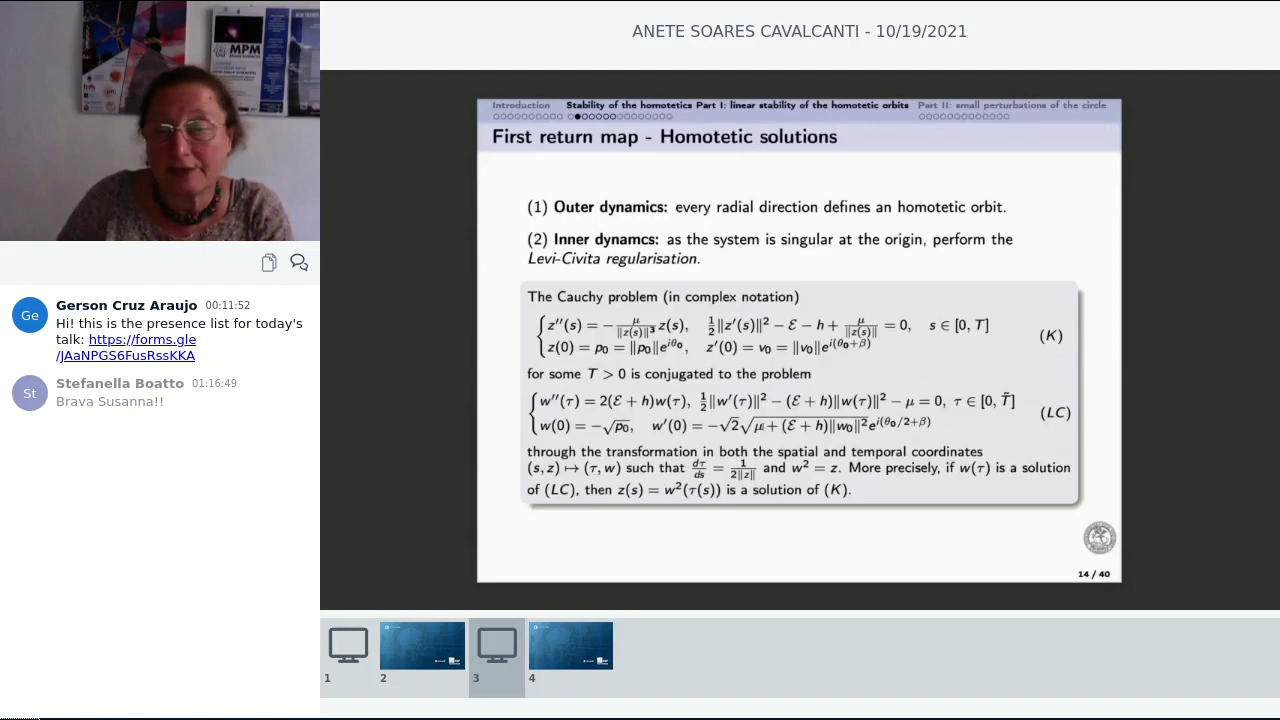 ANETE SOARES CAVALCANTI - 10/19/2021
MPM
Introduction Stability of the homotetics Part I: linear stability of the homotetic orbits Part II: small perturbations of the circle
First return map - Homotetic solutions
(1) Outer dynamics: every radial direction defines an homotetic orbit.
(2) Inner dynamcs: as the system is singular at the origin, perform the
Levi-Civita regularisation.
The Cauchy problem (in complex notation)
z''(s) = −μ/‖z(s)‖³ z(s), ½‖z'(s)‖² − ℰ − h + μ/‖z(s)‖ = 0, s ∈ [0, T]
z(0) = p₀ = ‖p₀‖e^{iθ₀}, z'(0) = v₀ = ‖v₀‖e^{i(θ₀+β)}
(K)
for some T > 0 is conjugated to the problem
w''(τ) = 2(ℰ + h)w(τ), ½‖w'(τ)‖² − (ℰ + h)‖w(τ)‖² − μ = 0, τ ∈ [0, T̃]
w(0) = −√p₀, w'(0) = −√2√(μ + (ℰ + h)‖w₀‖²)e^{i(θ₀/2+β)}
(LC)
through the transformation in both the spatial and temporal coordinates
(s, z) ↦ (τ, w) such that dτ/ds = 1/(2‖z‖) and w² = z. More precisely, if w(τ) is a solution
of (LC), then z(s) = w²(τ(s)) is a solution of (K).
14 / 40
Ge
Gerson Cruz Araujo 00:11:52
Hi! this is the presence list for today's
talk: https://forms.gle
/JAaNPGS6FusRssKKA
St
Stefanella Boatto 01:16:49
Brava Susanna!!
1
2
3
4